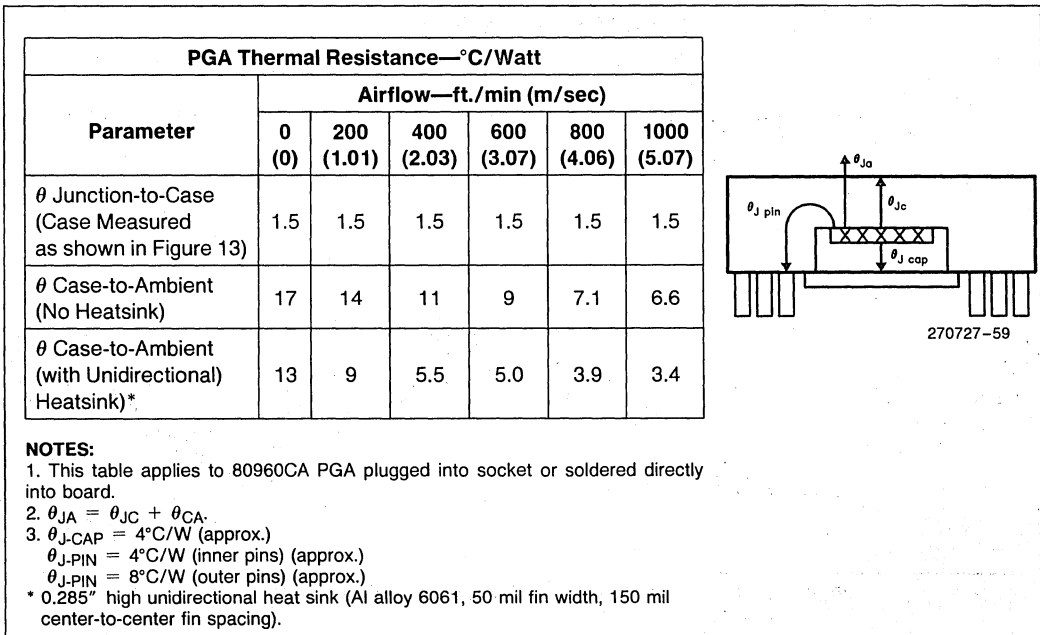 PGA Thermal Resistance—°C/Watt
Parameter
Airflow—ft./min (m/sec)
0 200 400 600 800 1000
(0) (1.01) (2.03) (3.07) (4.06) (5.07)
θ Junction-to-Case
(Case Measured
as shown in Figure 13)
1.5 1.5 1.5 1.5 1.5 1.5
θ Case-to-Ambient
(No Heatsink)
17 14 11 9 7.1 6.6
θ Case-to-Ambient
(with Unidirectional)
Heatsink)*
13 9 5.5 5.0 3.9 3.4
θJa
θJc
θJ pin
θJ cap
270727–59
NOTES:
1. This table applies to 80960CA PGA plugged into socket or soldered directly
into board.
2. θJA = θJC + θCA.
3. θJ-CAP = 4°C/W (approx.)
θJ-PIN = 4°C/W (inner pins) (approx.)
θJ-PIN = 8°C/W (outer pins) (approx.)
* 0.285″ high unidirectional heat sink (Al alloy 6061, 50 mil fin width, 150 mil
center-to-center fin spacing).